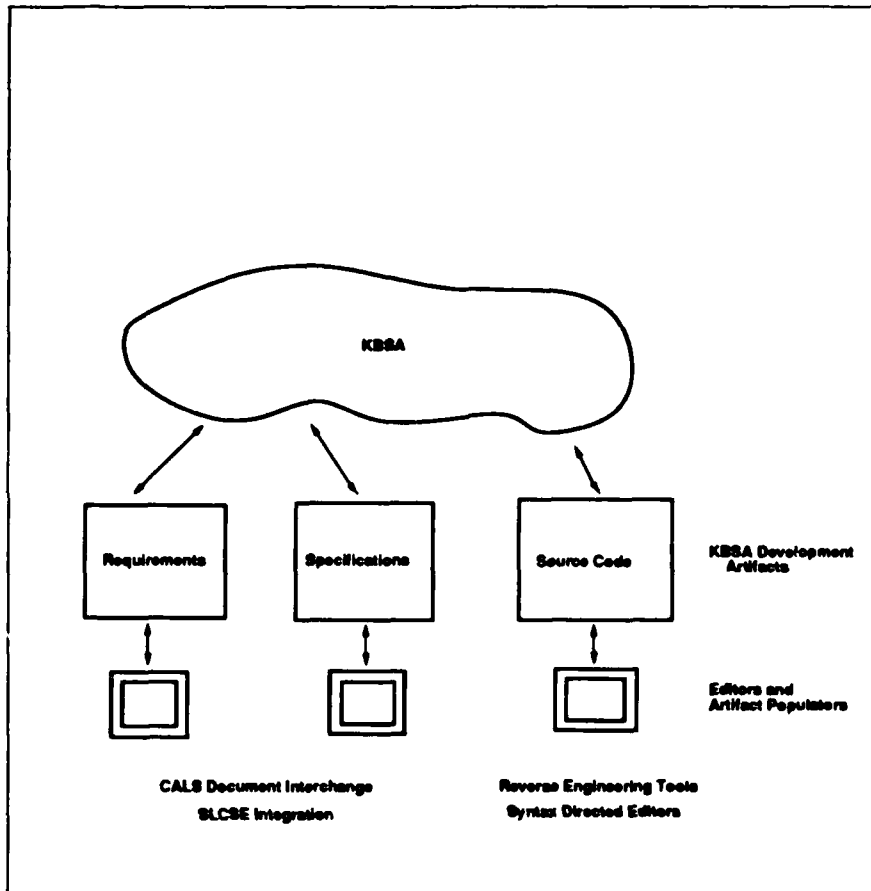 KBSA
Requirements
Specifications
Source Code
KBSA Development
Artifacts
Editors and
Artifact Populators
CALS Document Interchange
SLCSE Integration
Reverse Engineering Tools
Syntax Directed Editors